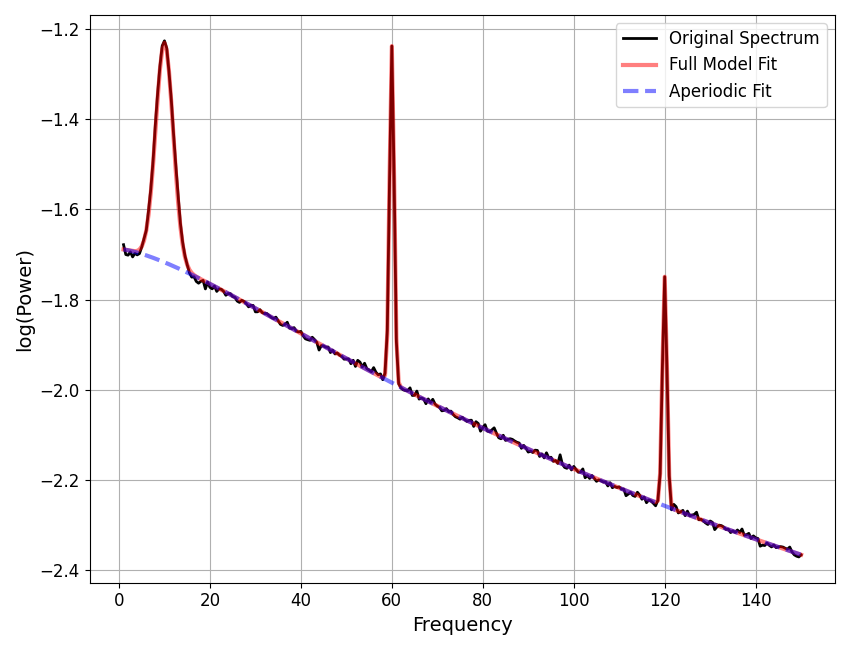 Original Spectrum
Full Model Fit
Aperiodic Fit
−1.2
−1.4
−1.6
−1.8
−2.0
−2.2
−2.4
log(Power)
0 20 40 60 80 100 120 140
Frequency